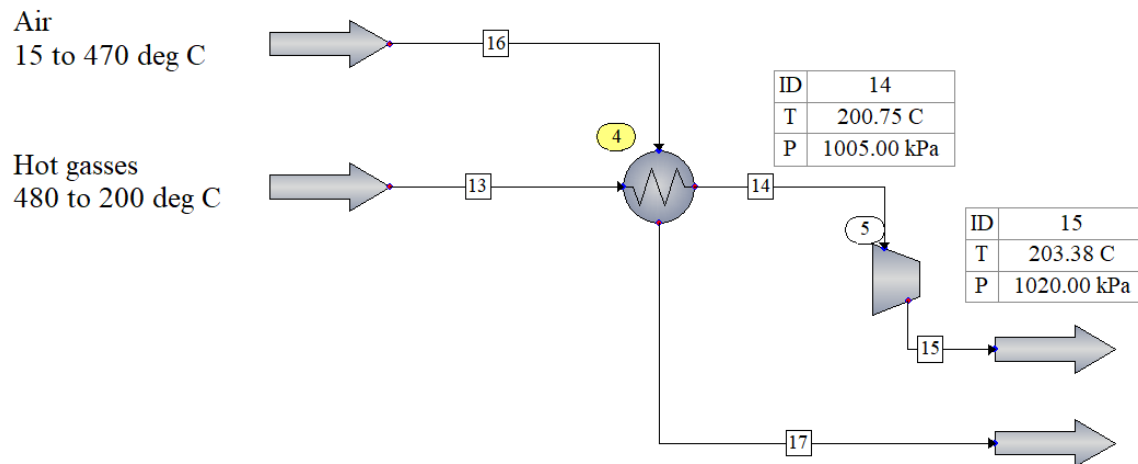 Air
15 to 470 deg C
16
ID 14
T 200.75 C
P 1005.00 kPa
4
Hot gasses
480 to 200 deg C
13
14
5
ID 15
T 203.38 C
P 1020.00 kPa
15
17